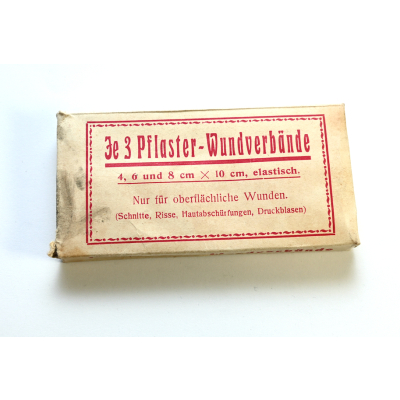 Je 3 Pflaster-Wundverbände
4, 6 und 8 cm × 10 cm, elastisch.
Nur für oberflächliche Wunden.
(Schnitte, Risse, Hautabschürfungen, Druckblasen)